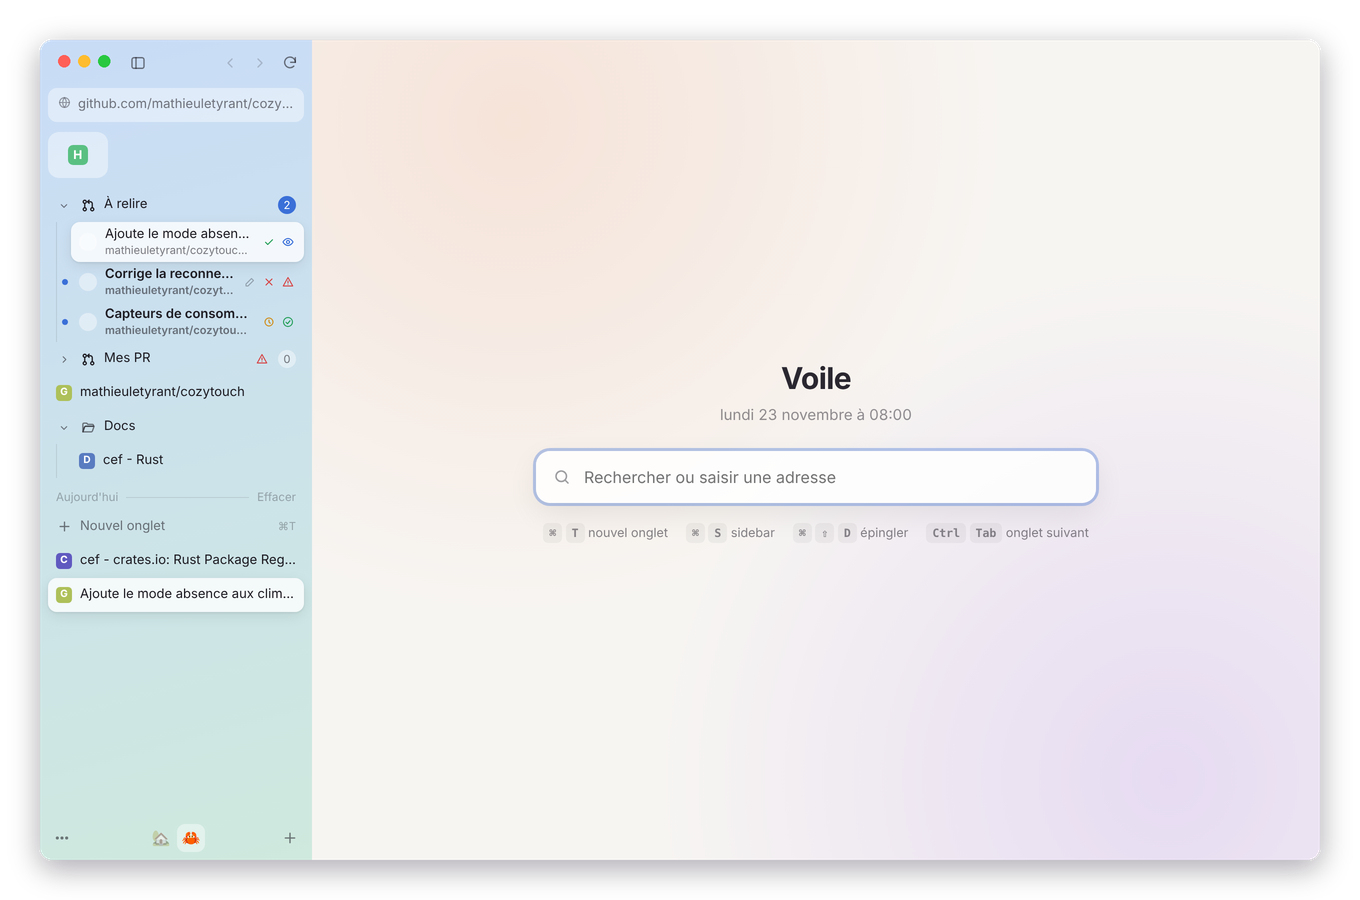 github.com/mathieuletyrant/cozy...
H
À relire
2
Ajoute le mode absen...
mathieuletyrant/cozytouc...
Corrige la reconne...
mathieuletyrant/cozyt...
Capteurs de consom...
mathieuletyrant/cozytou...
Mes PR
0
G mathieuletyrant/cozytouch
Docs
D cef - Rust
Aujourd'hui
Effacer
Nouvel onglet
⌘T
C cef - crates.io: Rust Package Reg...
G Ajoute le mode absence aux clim...
Voile
lundi 23 novembre à 08:00
Rechercher ou saisir une adresse
⌘ T nouvel onglet ⌘ S sidebar ⌘ ⇧ D épingler Ctrl Tab onglet suivant